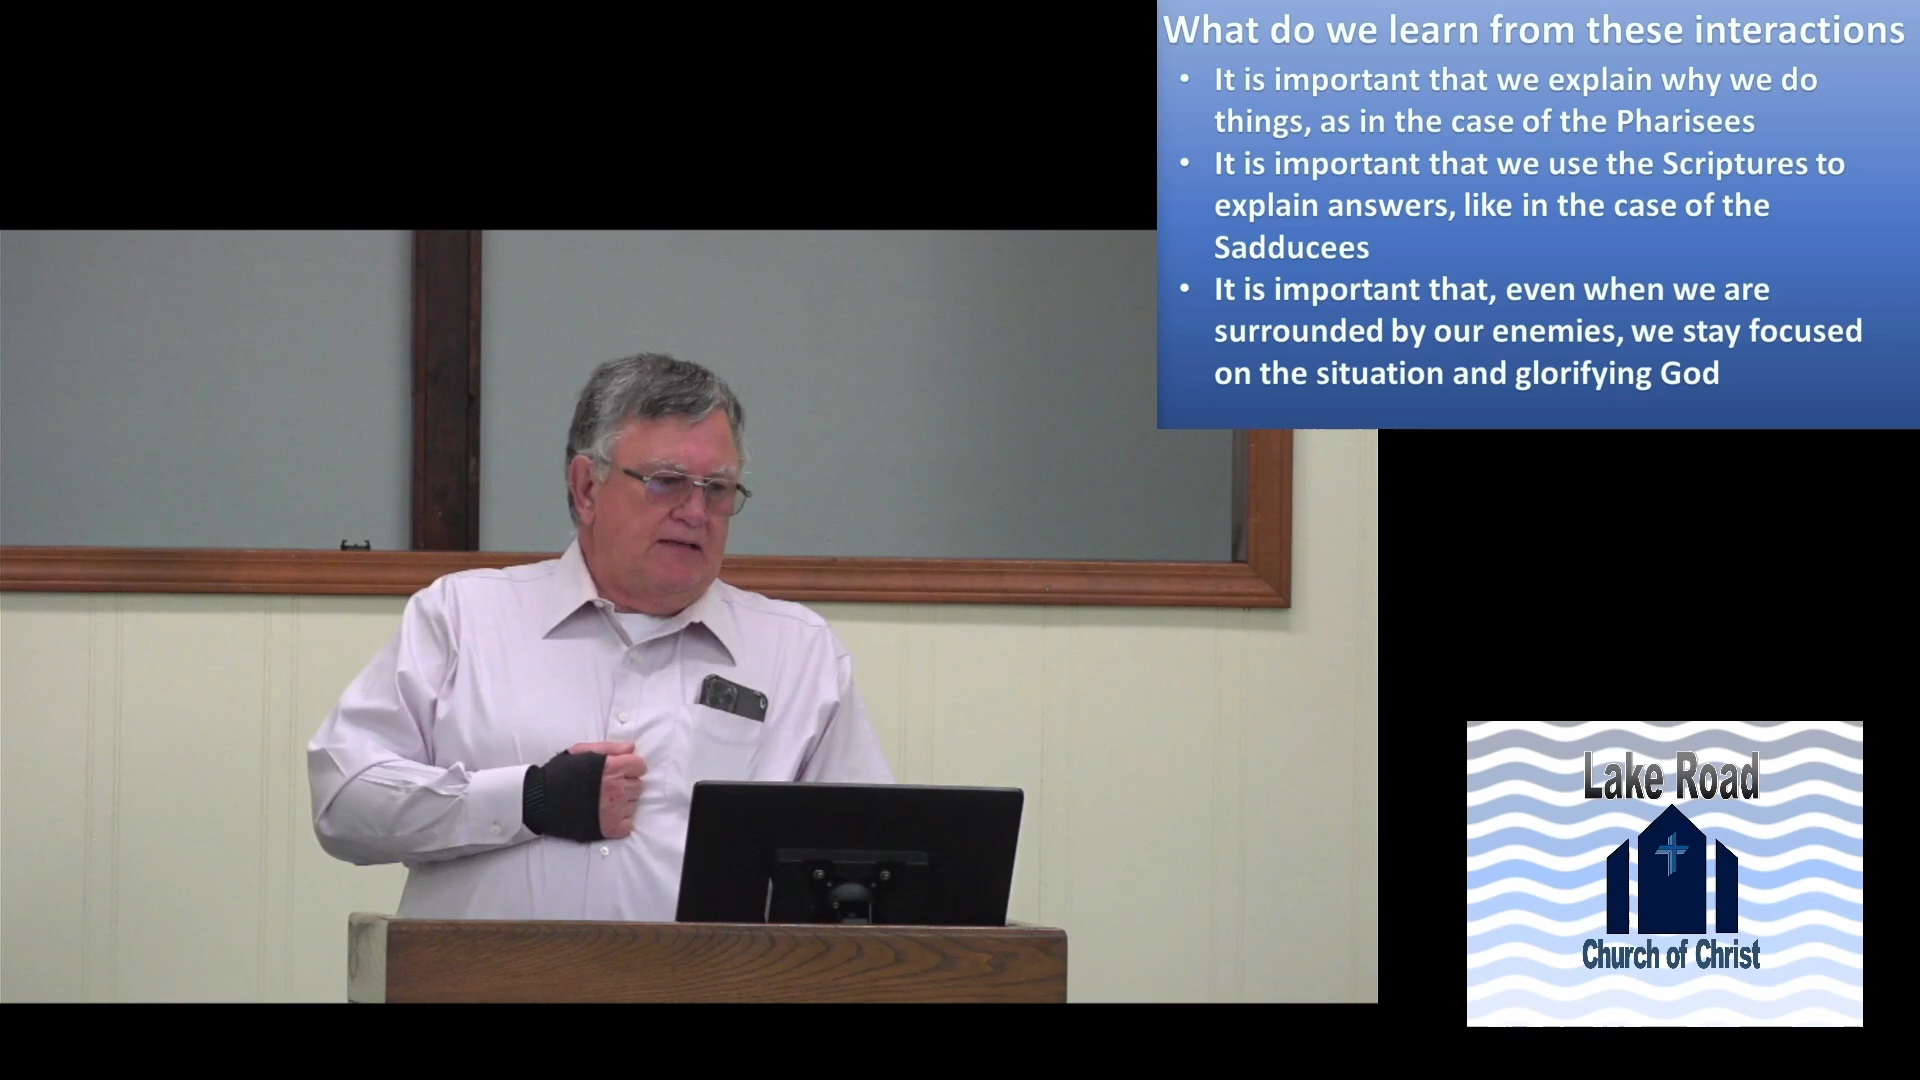 What do we learn from these interactions
• It is important that we explain why we do
things, as in the case of the Pharisees
• It is important that we use the Scriptures to
explain answers, like in the case of the
Sadducees
• It is important that, even when we are
surrounded by our enemies, we stay focused
on the situation and glorifying God
Lake Road
Church of Christ